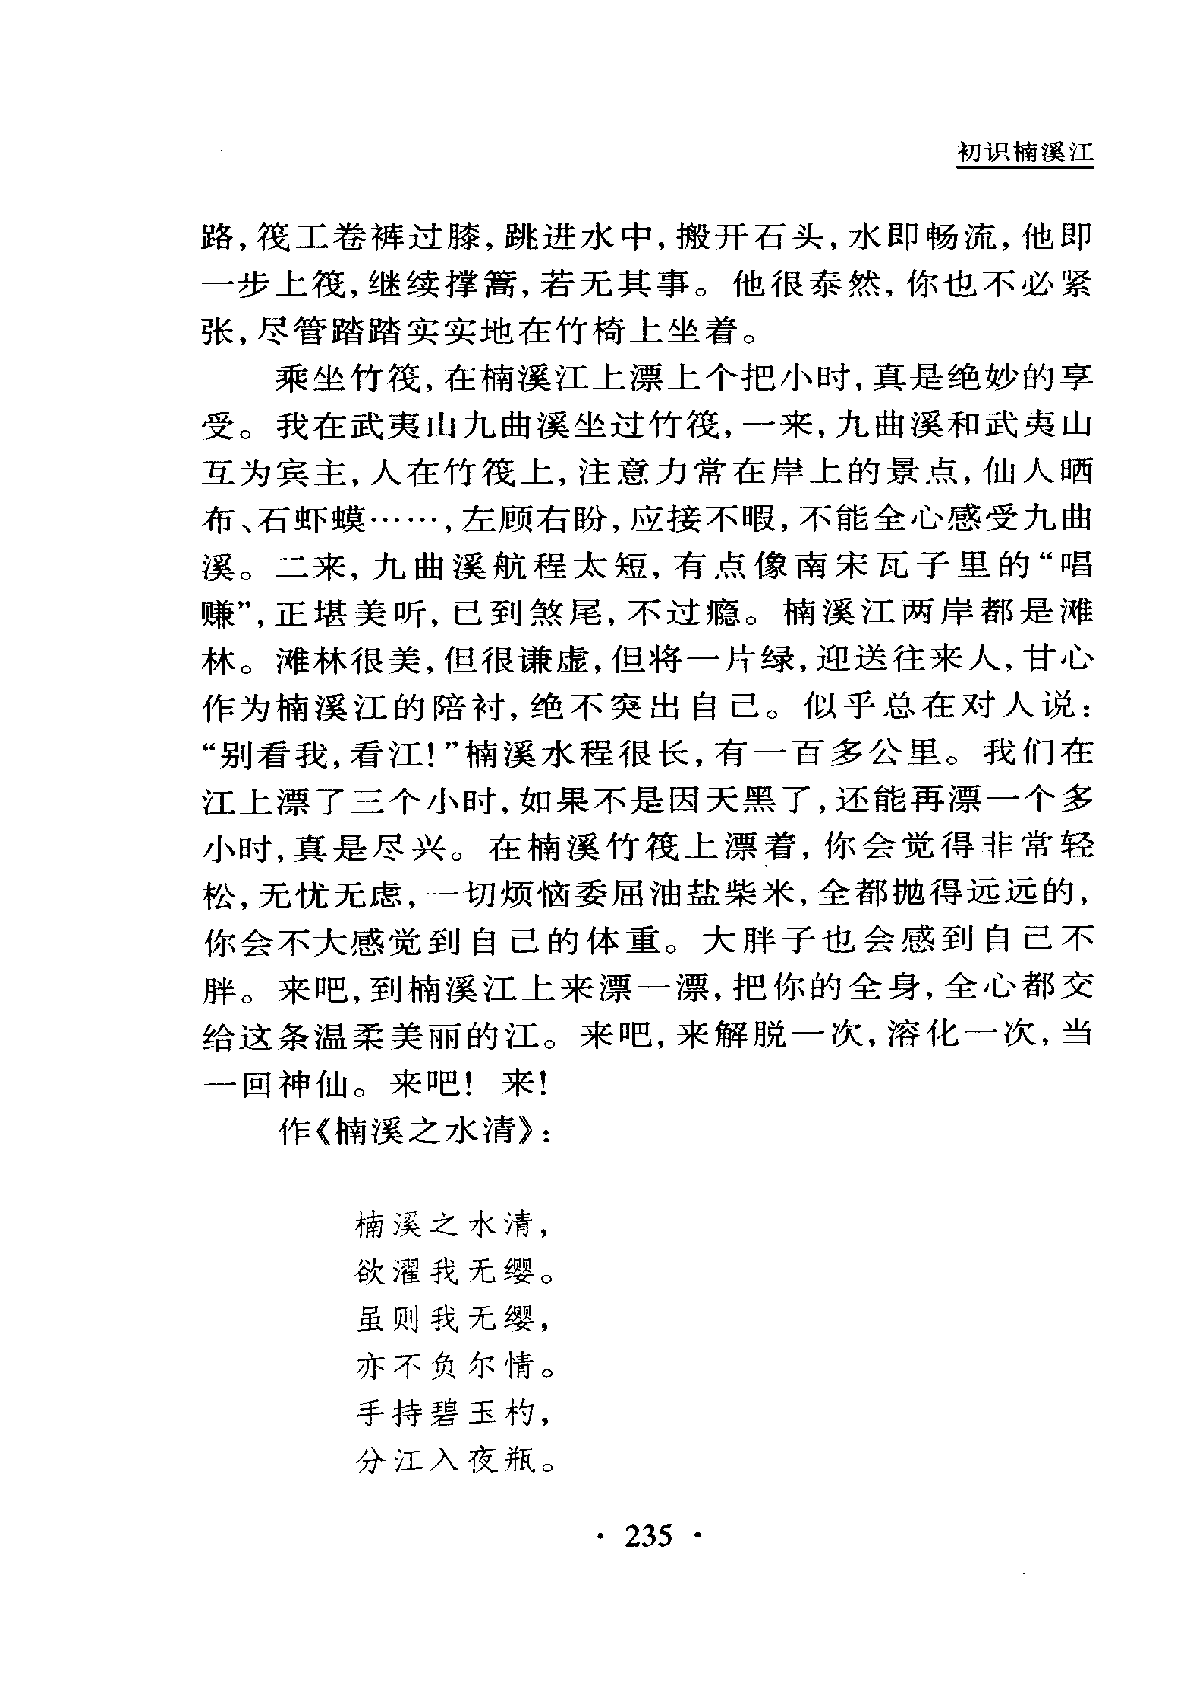 初识楠溪江
路，筏工卷裤过膝，跳进水中，搬开石头，水即畅流，他即
一步上筏，继续撑篙，若无其事。他很泰然，你也不必紧
张，尽管踏踏实实地在竹椅上坐着。
乘坐竹筏，在楠溪江上漂上个把小时，真是绝妙的享
受。我在武夷山九曲溪坐过竹筏，一来，九曲溪和武夷山
互为宾主，人在竹筏上，注意力常在岸上的景点，仙人晒
布、石虾蟆……，左顾右盼，应接不暇，不能全心感受九曲
溪。二来，九曲溪航程太短，有点像南宋瓦子里的“唱
赚”，正堪美听，已到煞尾，不过瘾。楠溪江两岸都是滩
林。滩林很美，但很谦虚，但将一片绿，迎送往来人，甘心
作为楠溪江的陪衬，绝不突出自己。似乎总在对人说：
“别看我，看江！”楠溪水程很长，有一百多公里。我们在
江上漂了三个小时，如果不是因天黑了，还能再漂一个多
小时，真是尽兴。在楠溪竹筏上漂着，你会觉得非常轻
松，无忧无虑，一切烦恼委屈油盐柴米，全都抛得远远的，
你会不大感觉到自己的体重。大胖子也会感到自己不
胖。来吧，到楠溪江上来漂一漂，把你的全身，全心都交
给这条温柔美丽的江。来吧，来解脱一次，溶化一次，当
一回神仙。来吧！来！
作《楠溪之水清》：
楠溪之水清，
欲濯我无缨。
虽则我无缨，
亦不负尔情。
手持碧玉杓，
分江入夜瓶。
· 235 ·